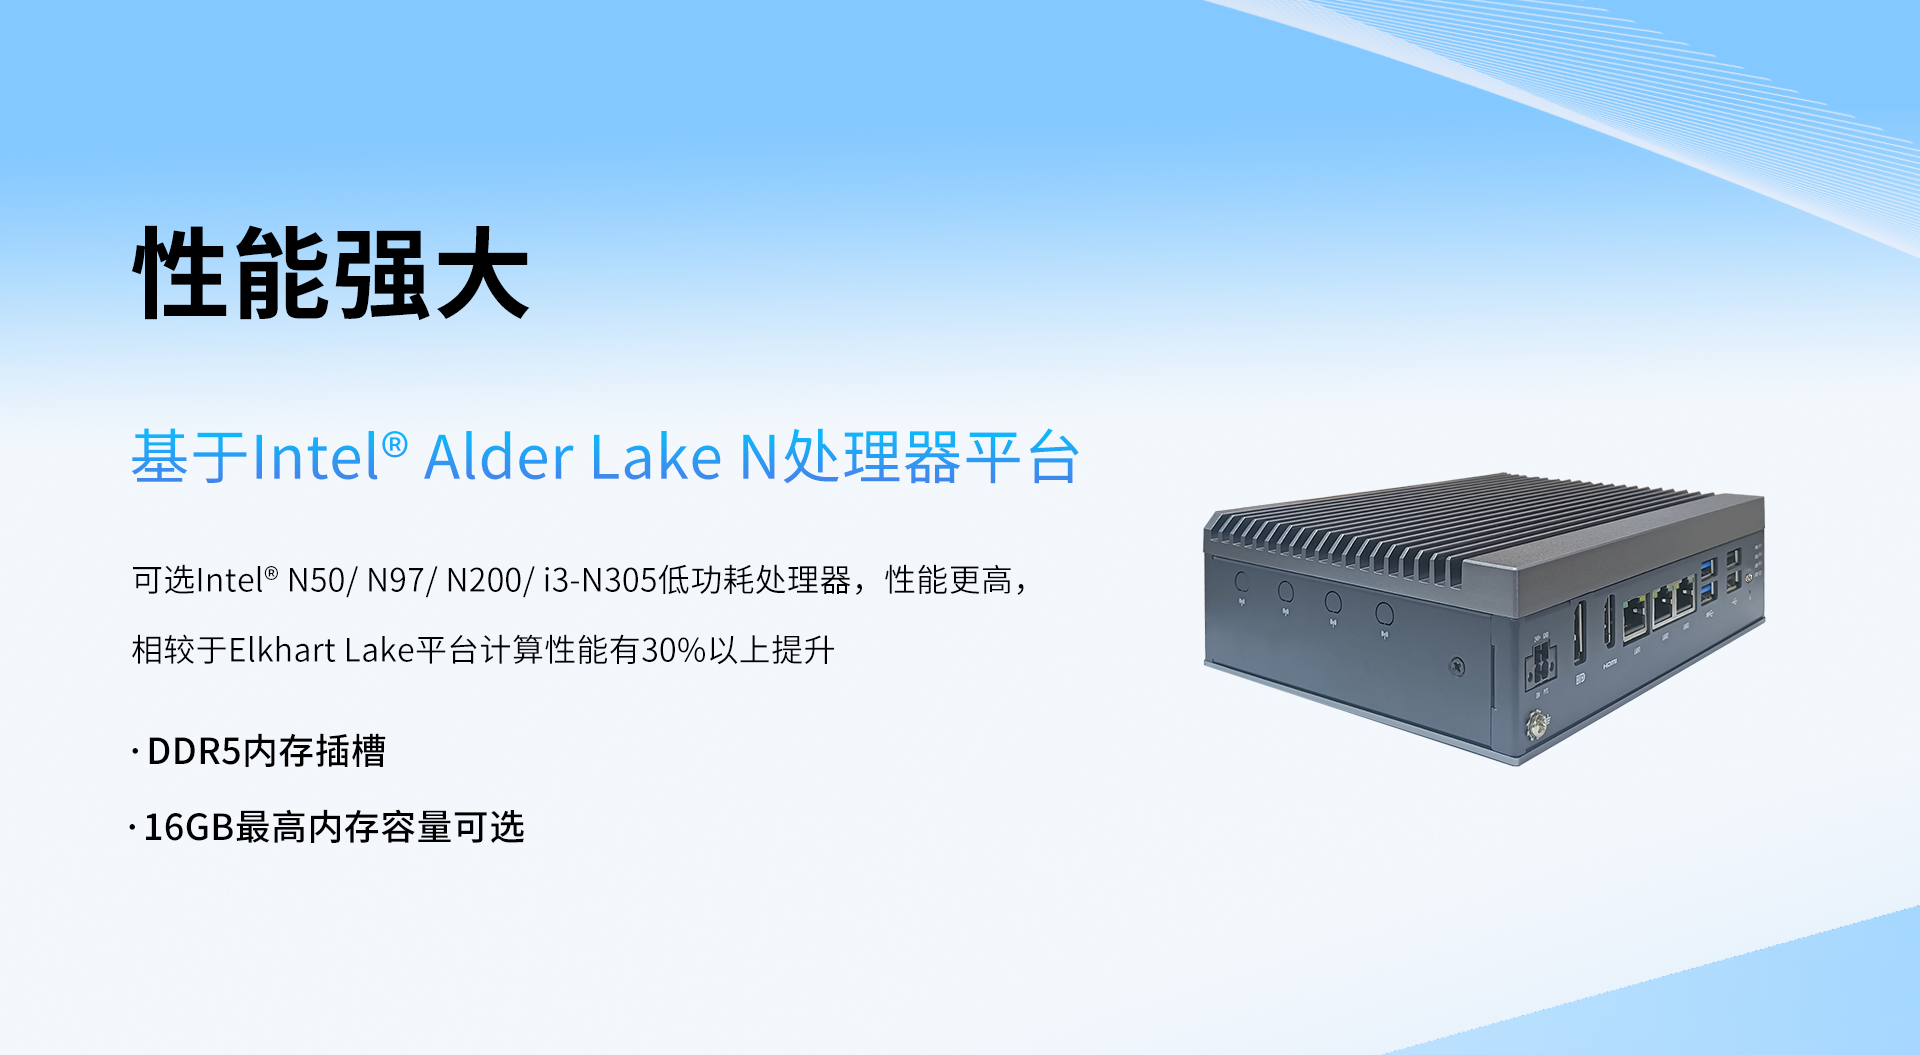 性能强大
基于Intel® Alder Lake N处理器平台
可选Intel® N50/ N97/ N200/ i3-N305低功耗处理器，性能更高，
相较于Elkhart Lake平台计算性能有30%以上提升
·DDR5内存插槽
·16GB最高内存容量可选
HDMI